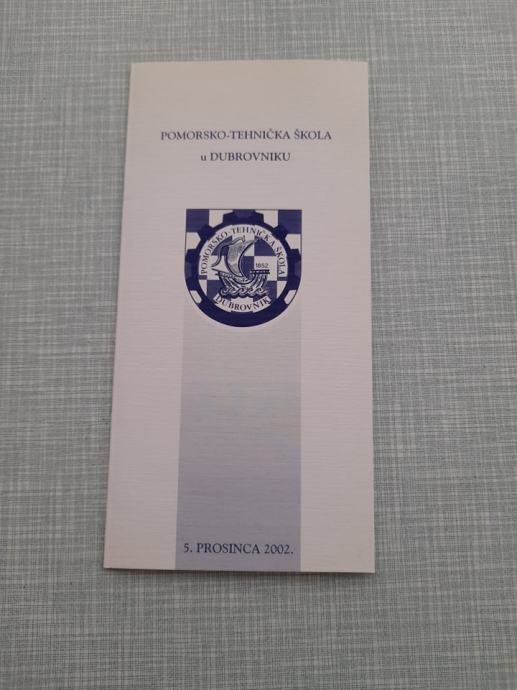 POMORSKO-TEHNIČKA ŠKOLA
u DUBROVNIKU
POMORSKO-TEHNIČKA ŠKOLA
1852
DUBROVNIK
5. PROSINCA 2002.